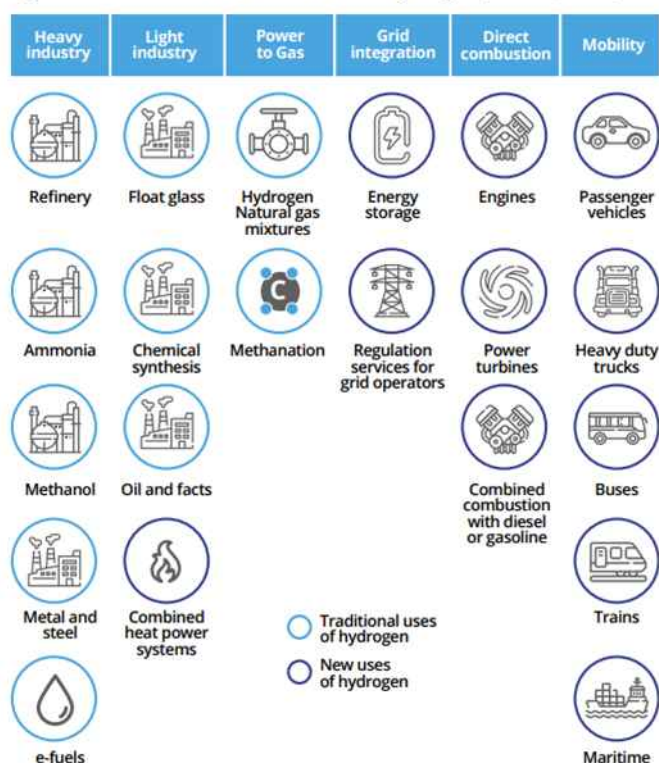 Heavy
industry
Light
industry
Power
to Gas
Grid
integration
Direct
combustion
Mobility
Refinery
Float glass
Hydrogen
Natural gas
mixtures
Energy
storage
Engines
Passenger
vehicles
Ammonia
Chemical
synthesis
C
Methanation
Regulation
services for
grid operators
Power
turbines
Heavy duty
trucks
Methanol
Oil and facts
Combined
combustion
with diesel
or gasoline
Buses
Metal and
steel
Combined
heat power
systems
Traditional uses
of hydrogen
New uses
of hydrogen
Trains
e-fuels
Maritime